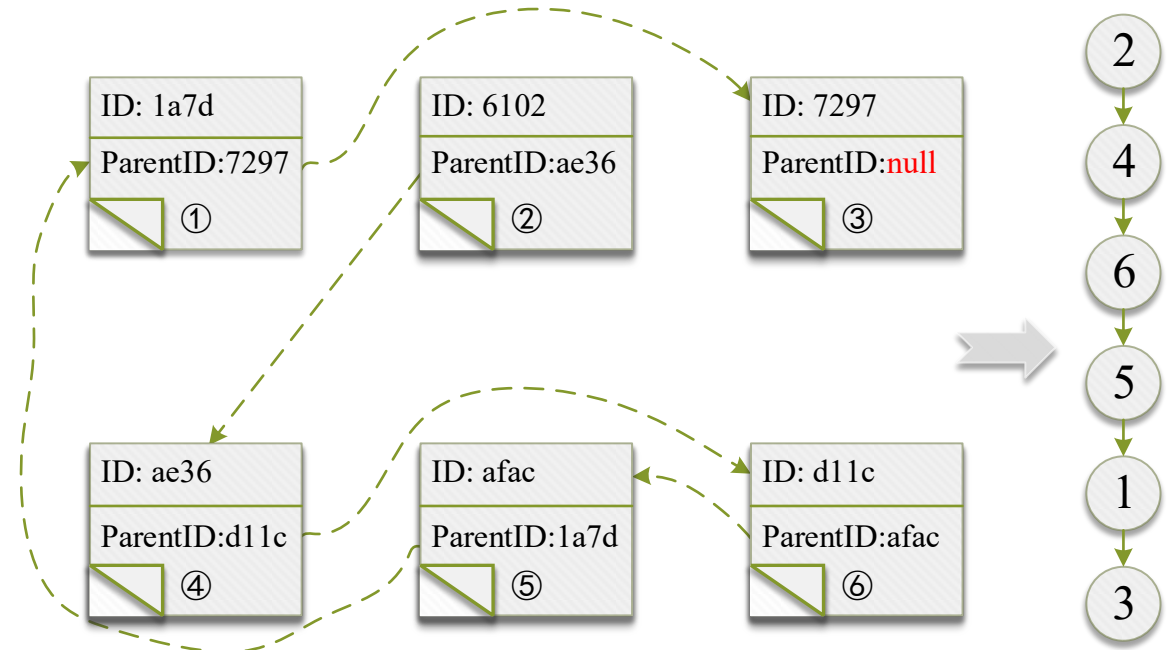 ID: 1a7d
ParentID:7297
①
ID: 6102
ParentID:ae36
②
ID: 7297
ParentID:null
③
ID: ae36
ParentID:d11c
④
ID: afac
ParentID:1a7d
⑤
ID: d11c
ParentID:afac
⑥
2
4
6
5
1
3